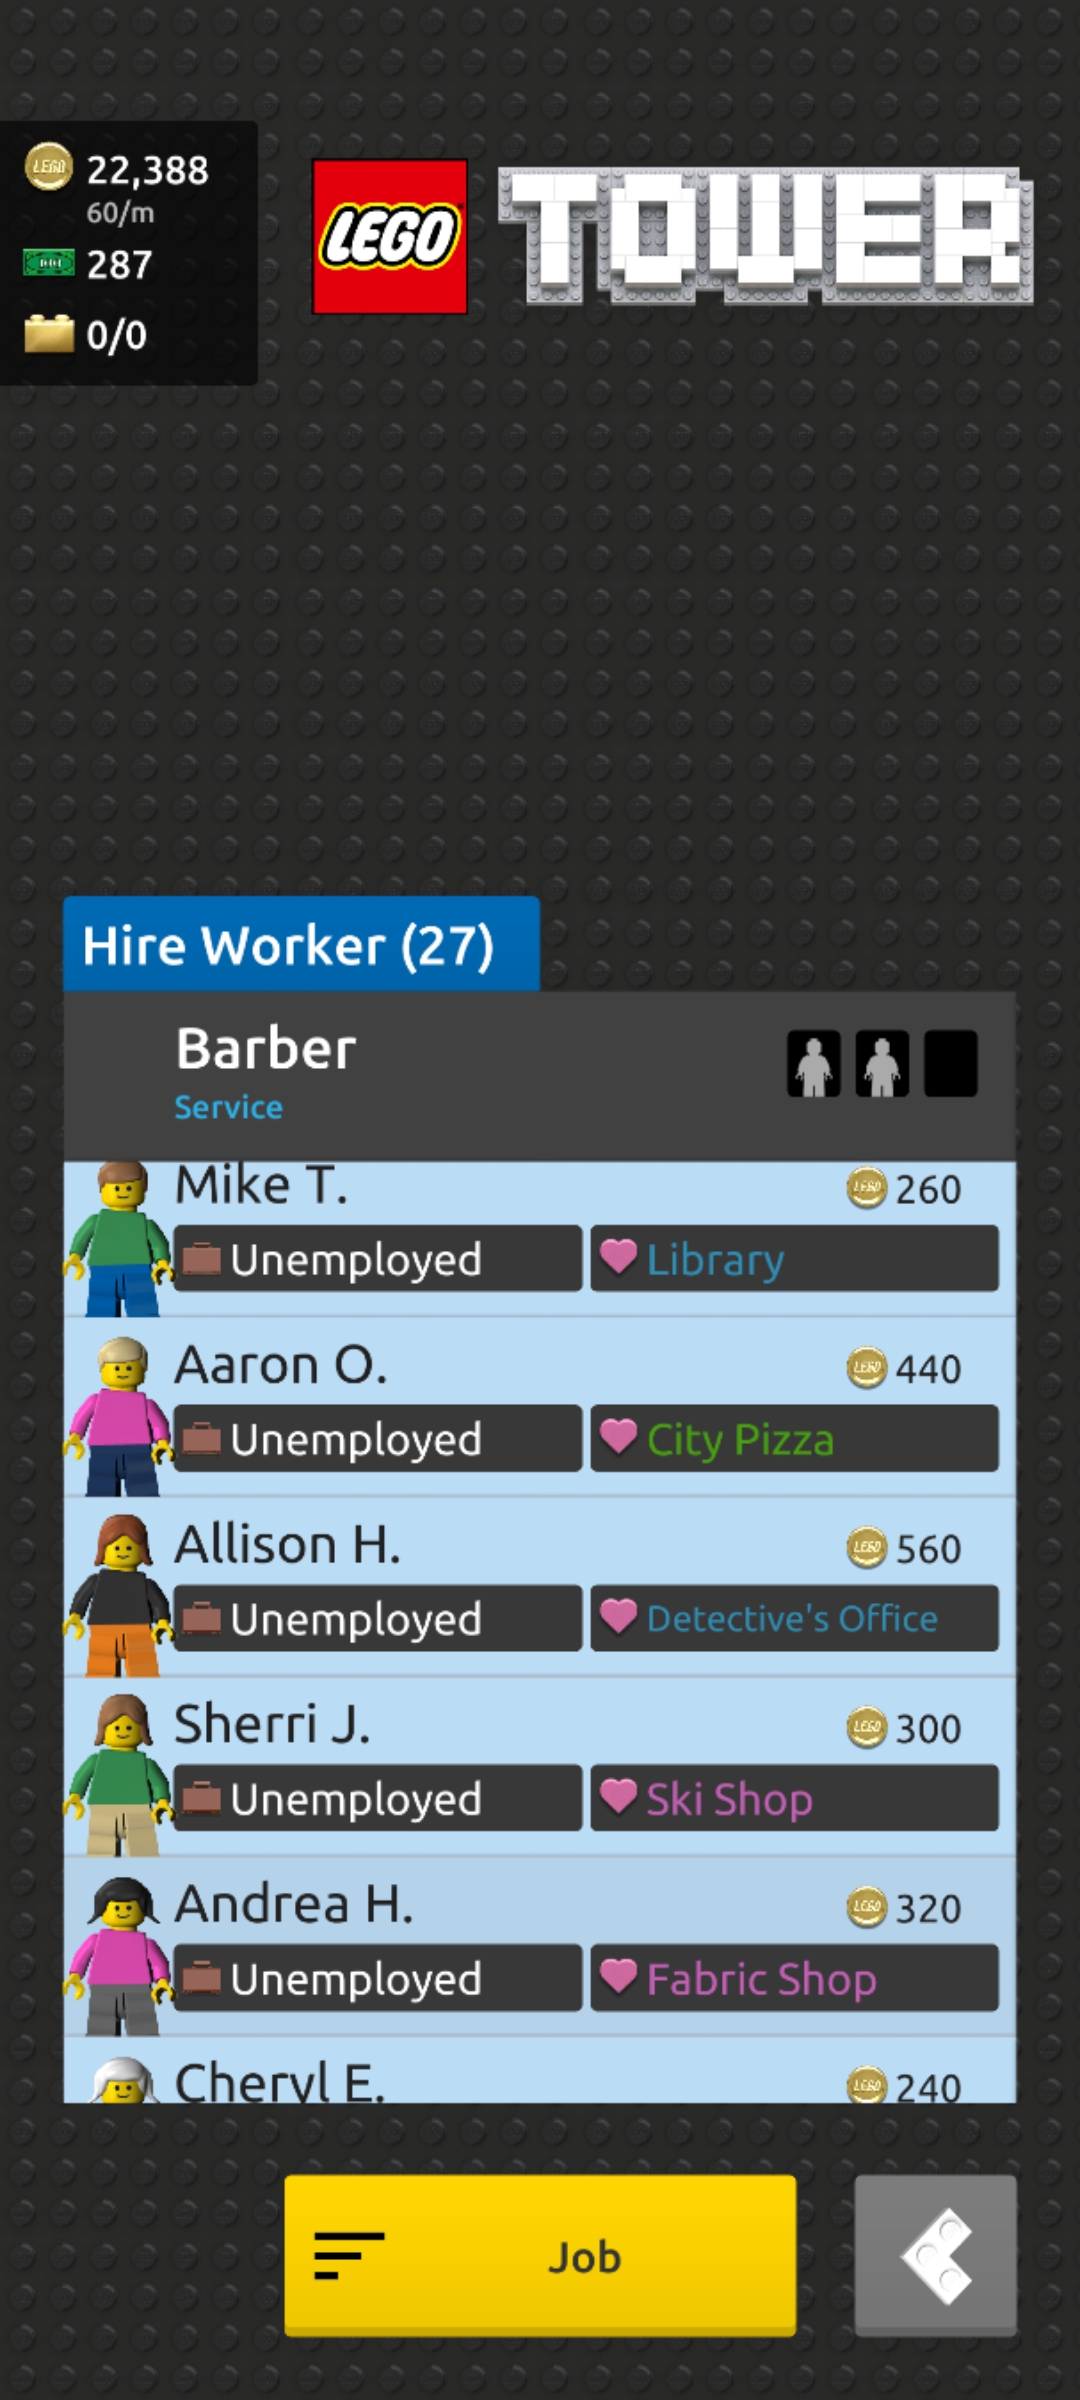 22,388
60/m
287
0/0
LEGO TOWER
Hire Worker (27)
Barber
Service
Mike T. 260
Unemployed Library
Aaron O. 440
Unemployed City Pizza
Allison H. 560
Unemployed Detective's Office
Sherri J. 300
Unemployed Ski Shop
Andrea H. 320
Unemployed Fabric Shop
Cheryl E. 240
Job